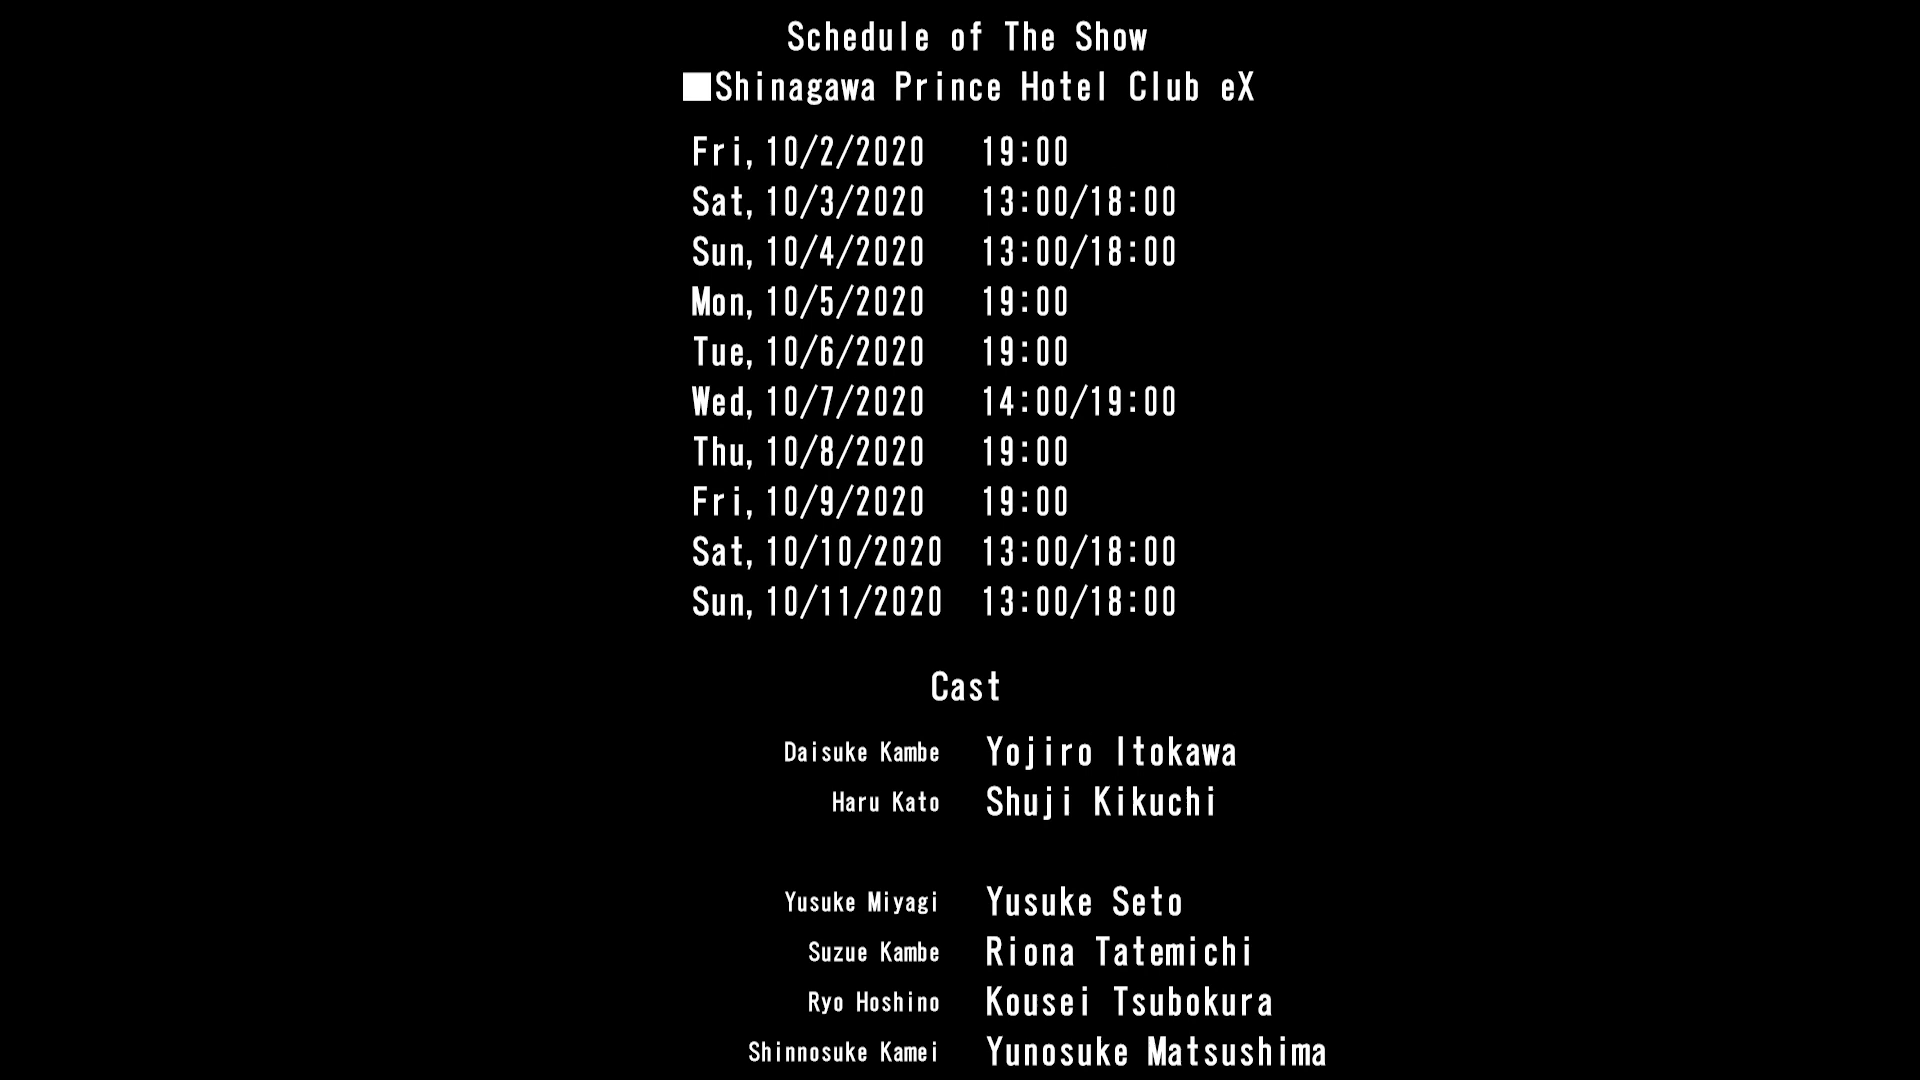 Schedule of The Show
■Shinagawa Prince Hotel Club eX
Fri, 10/2/2020 19:00
Sat, 10/3/2020 13:00/18:00
Sun, 10/4/2020 13:00/18:00
Mon, 10/5/2020 19:00
Tue, 10/6/2020 19:00
Wed, 10/7/2020 14:00/19:00
Thu, 10/8/2020 19:00
Fri, 10/9/2020 19:00
Sat, 10/10/2020 13:00/18:00
Sun, 10/11/2020 13:00/18:00
Cast
Daisuke Kambe Yojiro Itokawa
Haru Kato Shuji Kikuchi
Yusuke Miyagi Yusuke Seto
Suzue Kambe Riona Tatemichi
Ryo Hoshino Kousei Tsubokura
Shinnosuke Kamei Yunosuke Matsushima